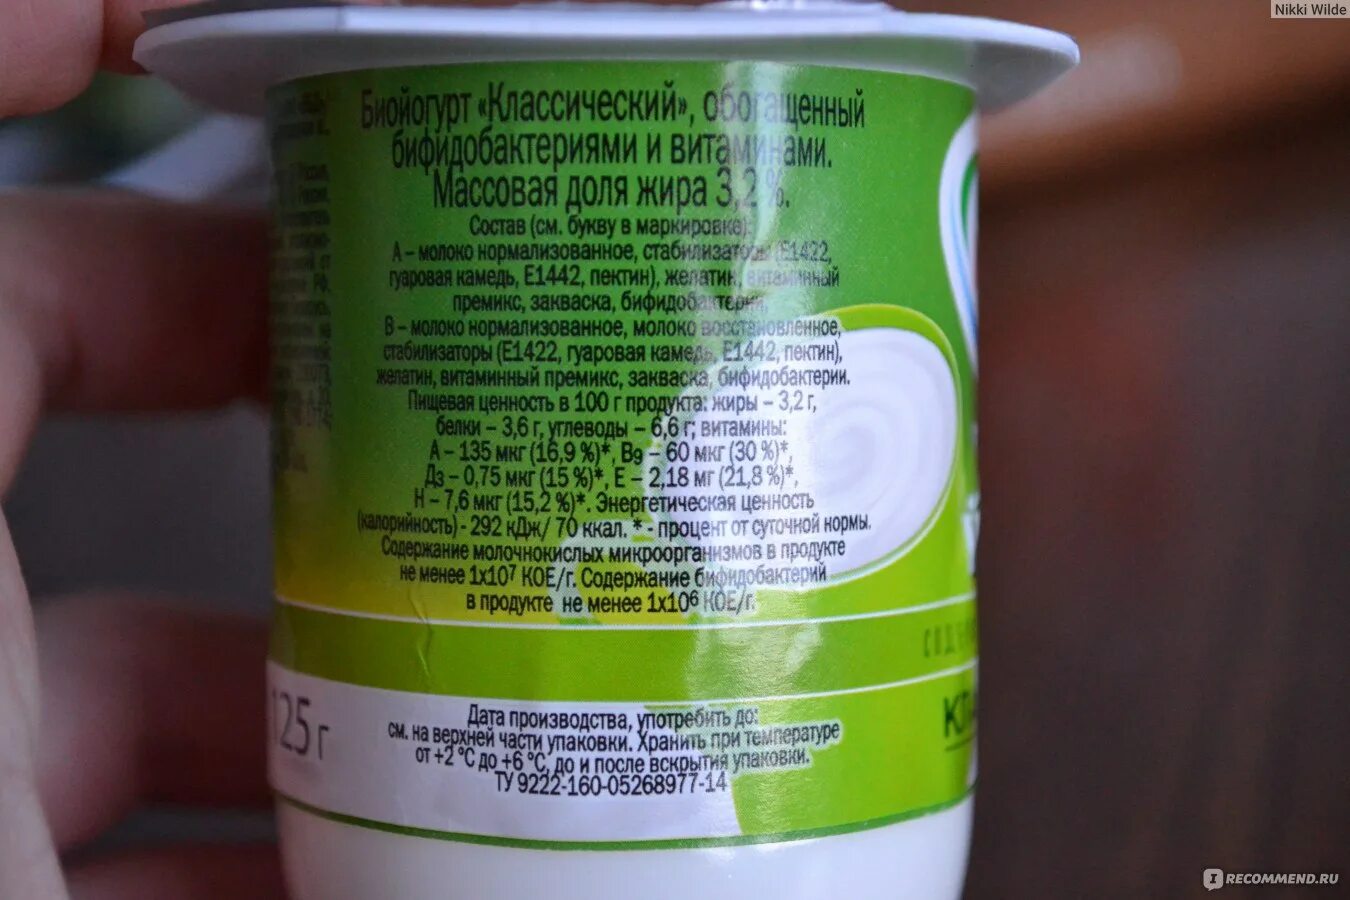 Nikki Wilde
Биойогурт «Классический», обогащенный
бифидобактериями и витаминами.
Массовая доля жира 3,2 %.
Состав (см. букву в маркировке):
А – молоко нормализованное, стабилизаторы (Е1422,
гуаровая камедь, Е1442, пектин), желатин, витаминный
премикс, закваска, бифидобактерии,
В – молоко нормализованное, молоко восстановленное,
стабилизаторы (Е1422, гуаровая камедь, Е1442, пектин),
желатин, витаминный премикс, закваска, бифидобактерии.
Пищевая ценность в 100 г продукта: жиры – 3,2 г,
белки – 3,6 г, углеводы – 6,6 г; витамины:
А – 135 мкг (16,9 %)*, В9 – 60 мкг (30 %)*,
Д3 – 0,75 мкг (15 %)*, Е – 2,18 мг (21,8 %)*,
Н – 7,6 мкг (15,2 %)*. Энергетическая ценность
(калорийность) - 292 кДж/ 70 ккал. * - процент от суточной нормы.
Содержание молочнокислых микроорганизмов в продукте
не менее 1х10⁷ КОЕ/г. Содержание бифидобактерий
в продукте не менее 1х10⁶ КОЕ/г.
125 г
Дата производства, употребить до:
см. на верхней части упаковки. Хранить при температуре
от +2 °С до +6 °С, до и после вскрытия упаковки.
ТУ 9222-160-05268977-14
IRECOMMEND.RU